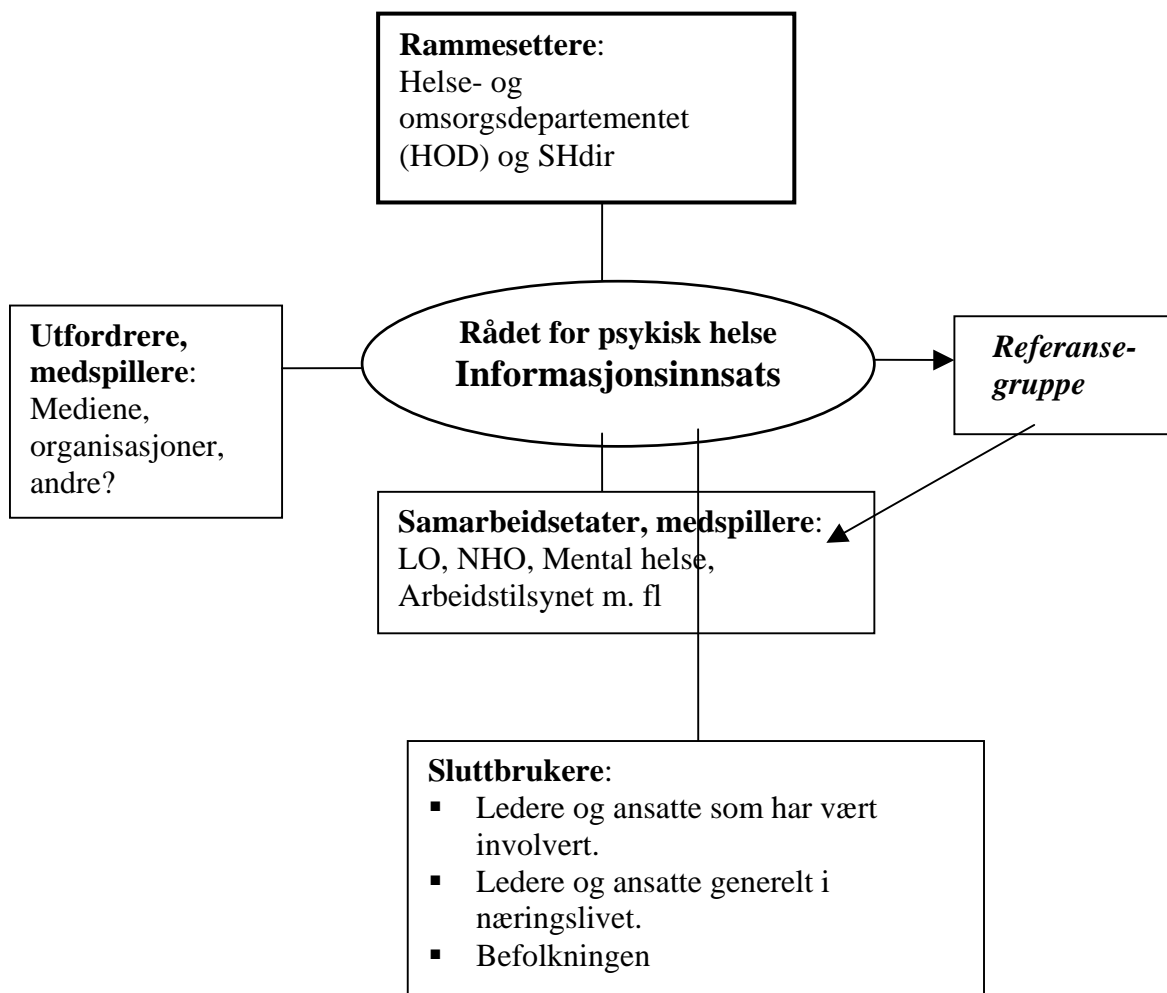 Rammesettere:
Helse- og
omsorgsdepartementet
(HOD) og SHdir
Utfordrere,
medspillere:
Mediene,
organisasjoner,
andre?
Rådet for psykisk helse
Informasjonsinnsats
Referanse-
gruppe
Samarbeidsetater, medspillere:
LO, NHO, Mental helse,
Arbeidstilsynet m. fl
Sluttbrukere:
▪ Ledere og ansatte som har vært
involvert.
▪ Ledere og ansatte generelt i
næringslivet.
▪ Befolkningen